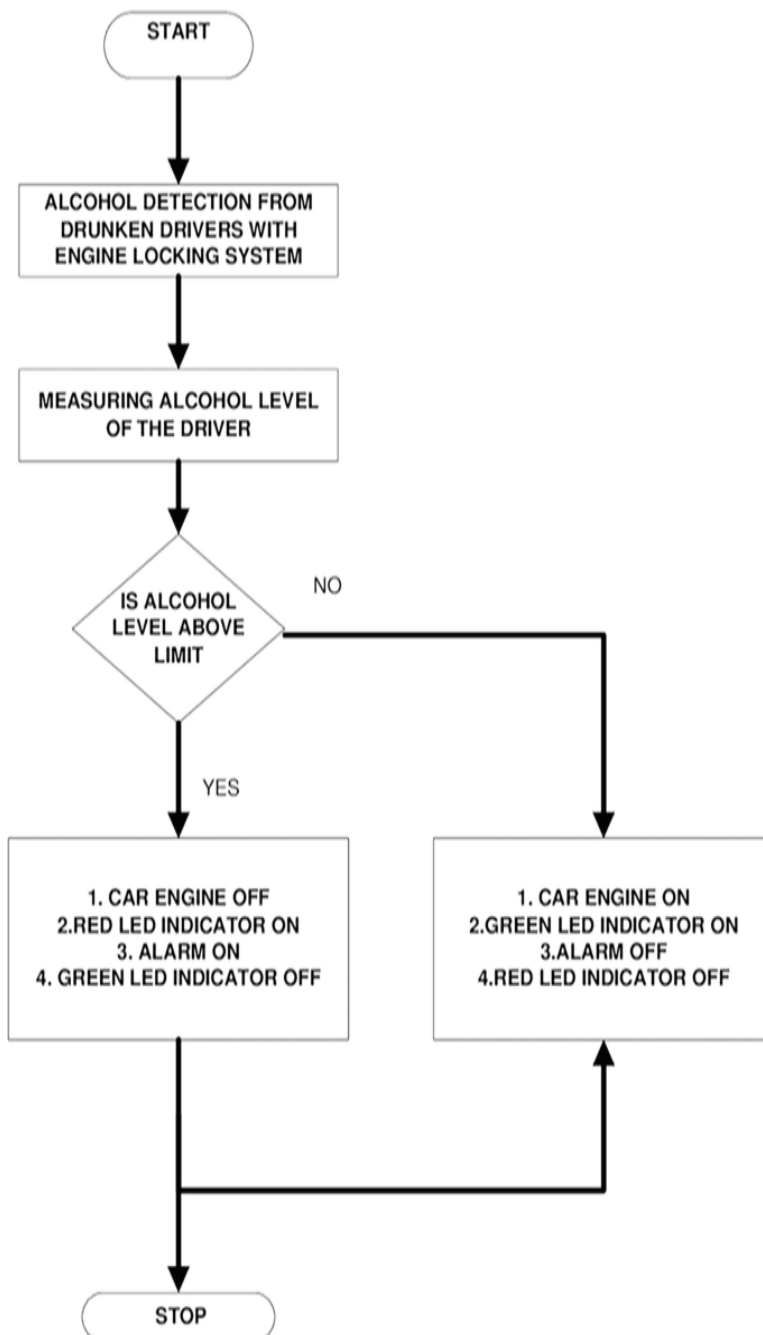 START
ALCOHOL DETECTION FROM
DRUNKEN DRIVERS WITH
ENGINE LOCKING SYSTEM
MEASURING ALCOHOL LEVEL
OF THE DRIVER
IS ALCOHOL
LEVEL ABOVE
LIMIT
NO
YES
1. CAR ENGINE OFF
2.RED LED INDICATOR ON
3. ALARM ON
4. GREEN LED INDICATOR OFF
1. CAR ENGINE ON
2.GREEN LED INDICATOR ON
3.ALARM OFF
4.RED LED INDICATOR OFF
STOP